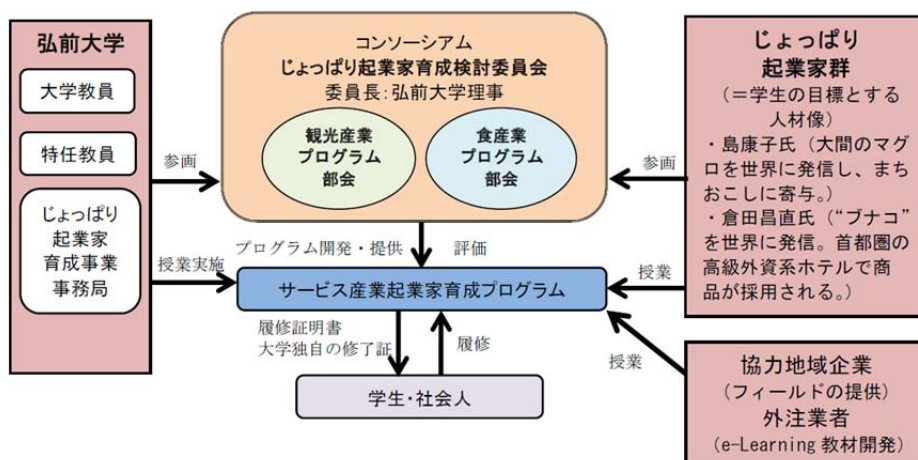 弘前大学
大学教員
特任教員
じょっぱり
起業家
育成事業
事務局
参画
授業実施
コンソーシアム
じょっぱり起業家育成検討委員会
委員長：弘前大学理事
観光産業
プログラム
部会
食産業
プログラム
部会
プログラム開発・提供
評価
サービス産業起業家育成プログラム
履修証明書
大学独自の修了証
履修
学生・社会人
じょっぱり
起業家群
（＝学生の目標とする
人材像）
・島康子氏（大間のマグ
ロを世界に発信し、まち
おこしに寄与。）
・倉田昌直氏（“ブナコ”
を世界に発信。首都圏の
高級外資系ホテルで商
品が採用される。）
参画
授業
授業
協力地域企業
（フィールドの提供）
外注業者
（e-Learning 教材開発）